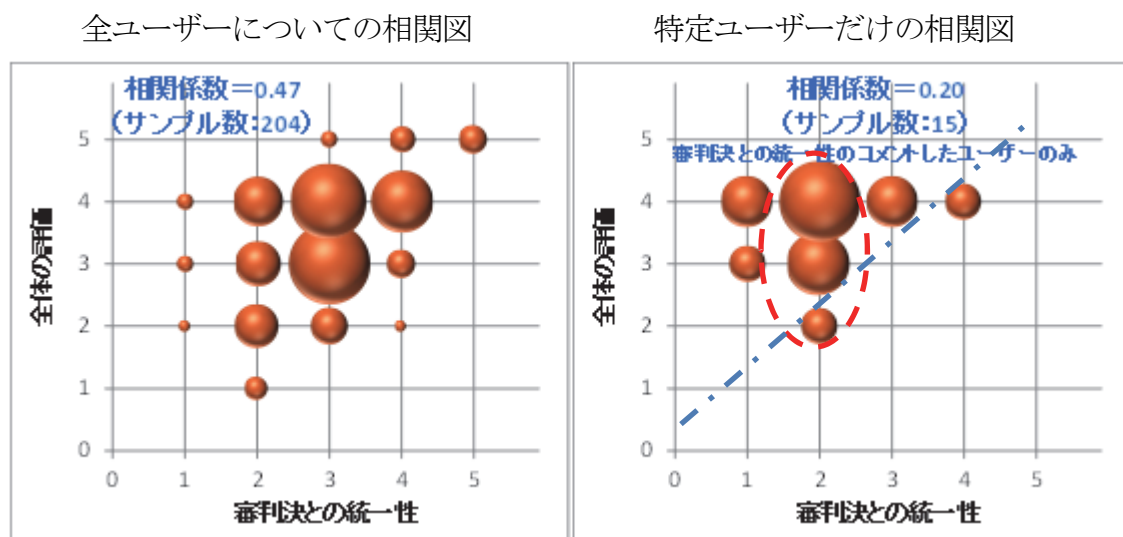 全ユーザーについての相関図
特定ユーザーだけの相関図
相関係数＝0.47
（サンプル数：204）
5
4
3
2
1
0
全体の評価
0 1 2 3 4 5
審判決との統一性
相関係数＝0.20
（サンプル数：15）
審判決との統一性のコメントしたユーザーのみ
5
4
3
2
1
0
全体の評価
0 1 2 3 4 5
審判決との統一性